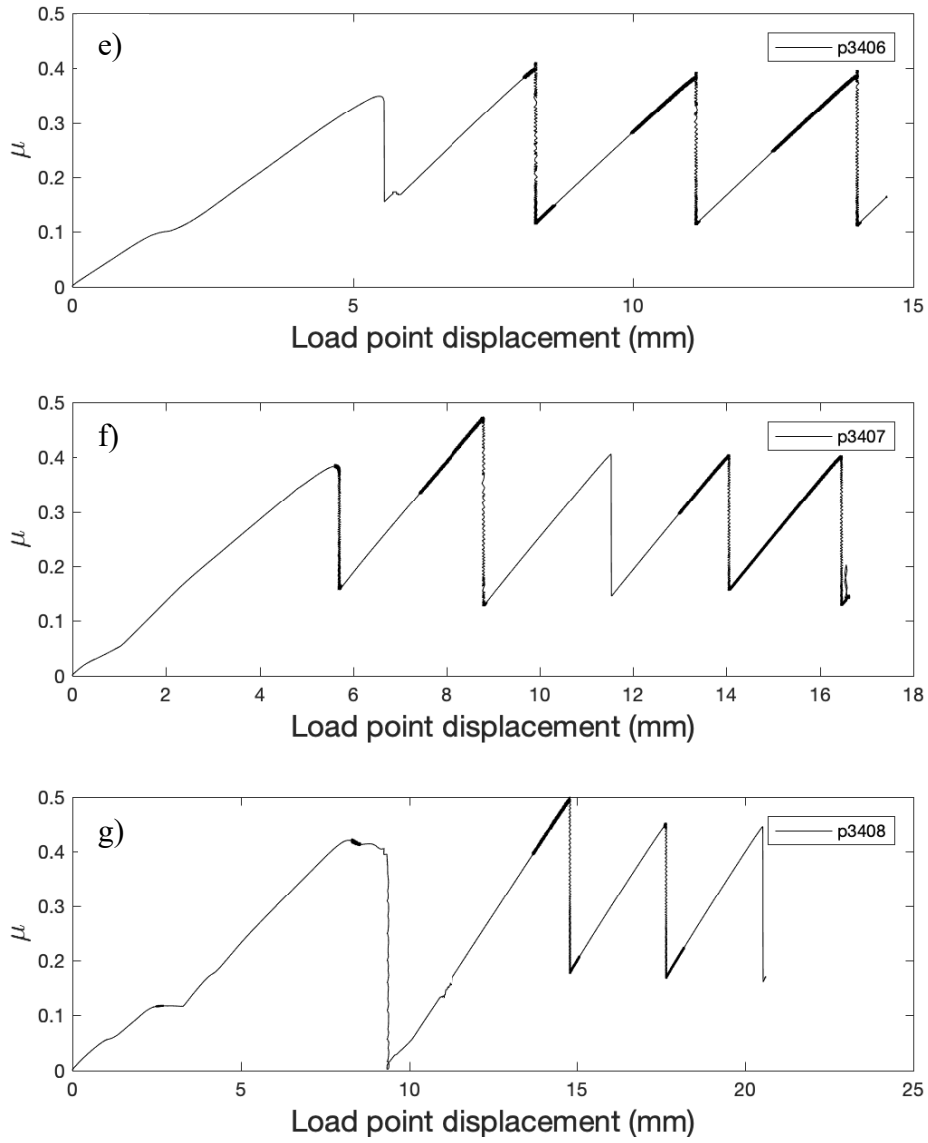 e)
p3406
0.5
0.4
0.3
0.2
0.1
0
μ
0 5 10 15
Load point displacement (mm)
f)
p3407
0.5
0.4
0.3
0.2
0.1
0
μ
0 2 4 6 8 10 12 14 16 18
Load point displacement (mm)
g)
p3408
0.5
0.4
0.3
0.2
0.1
0
μ
0 5 10 15 20 25
Load point displacement (mm)